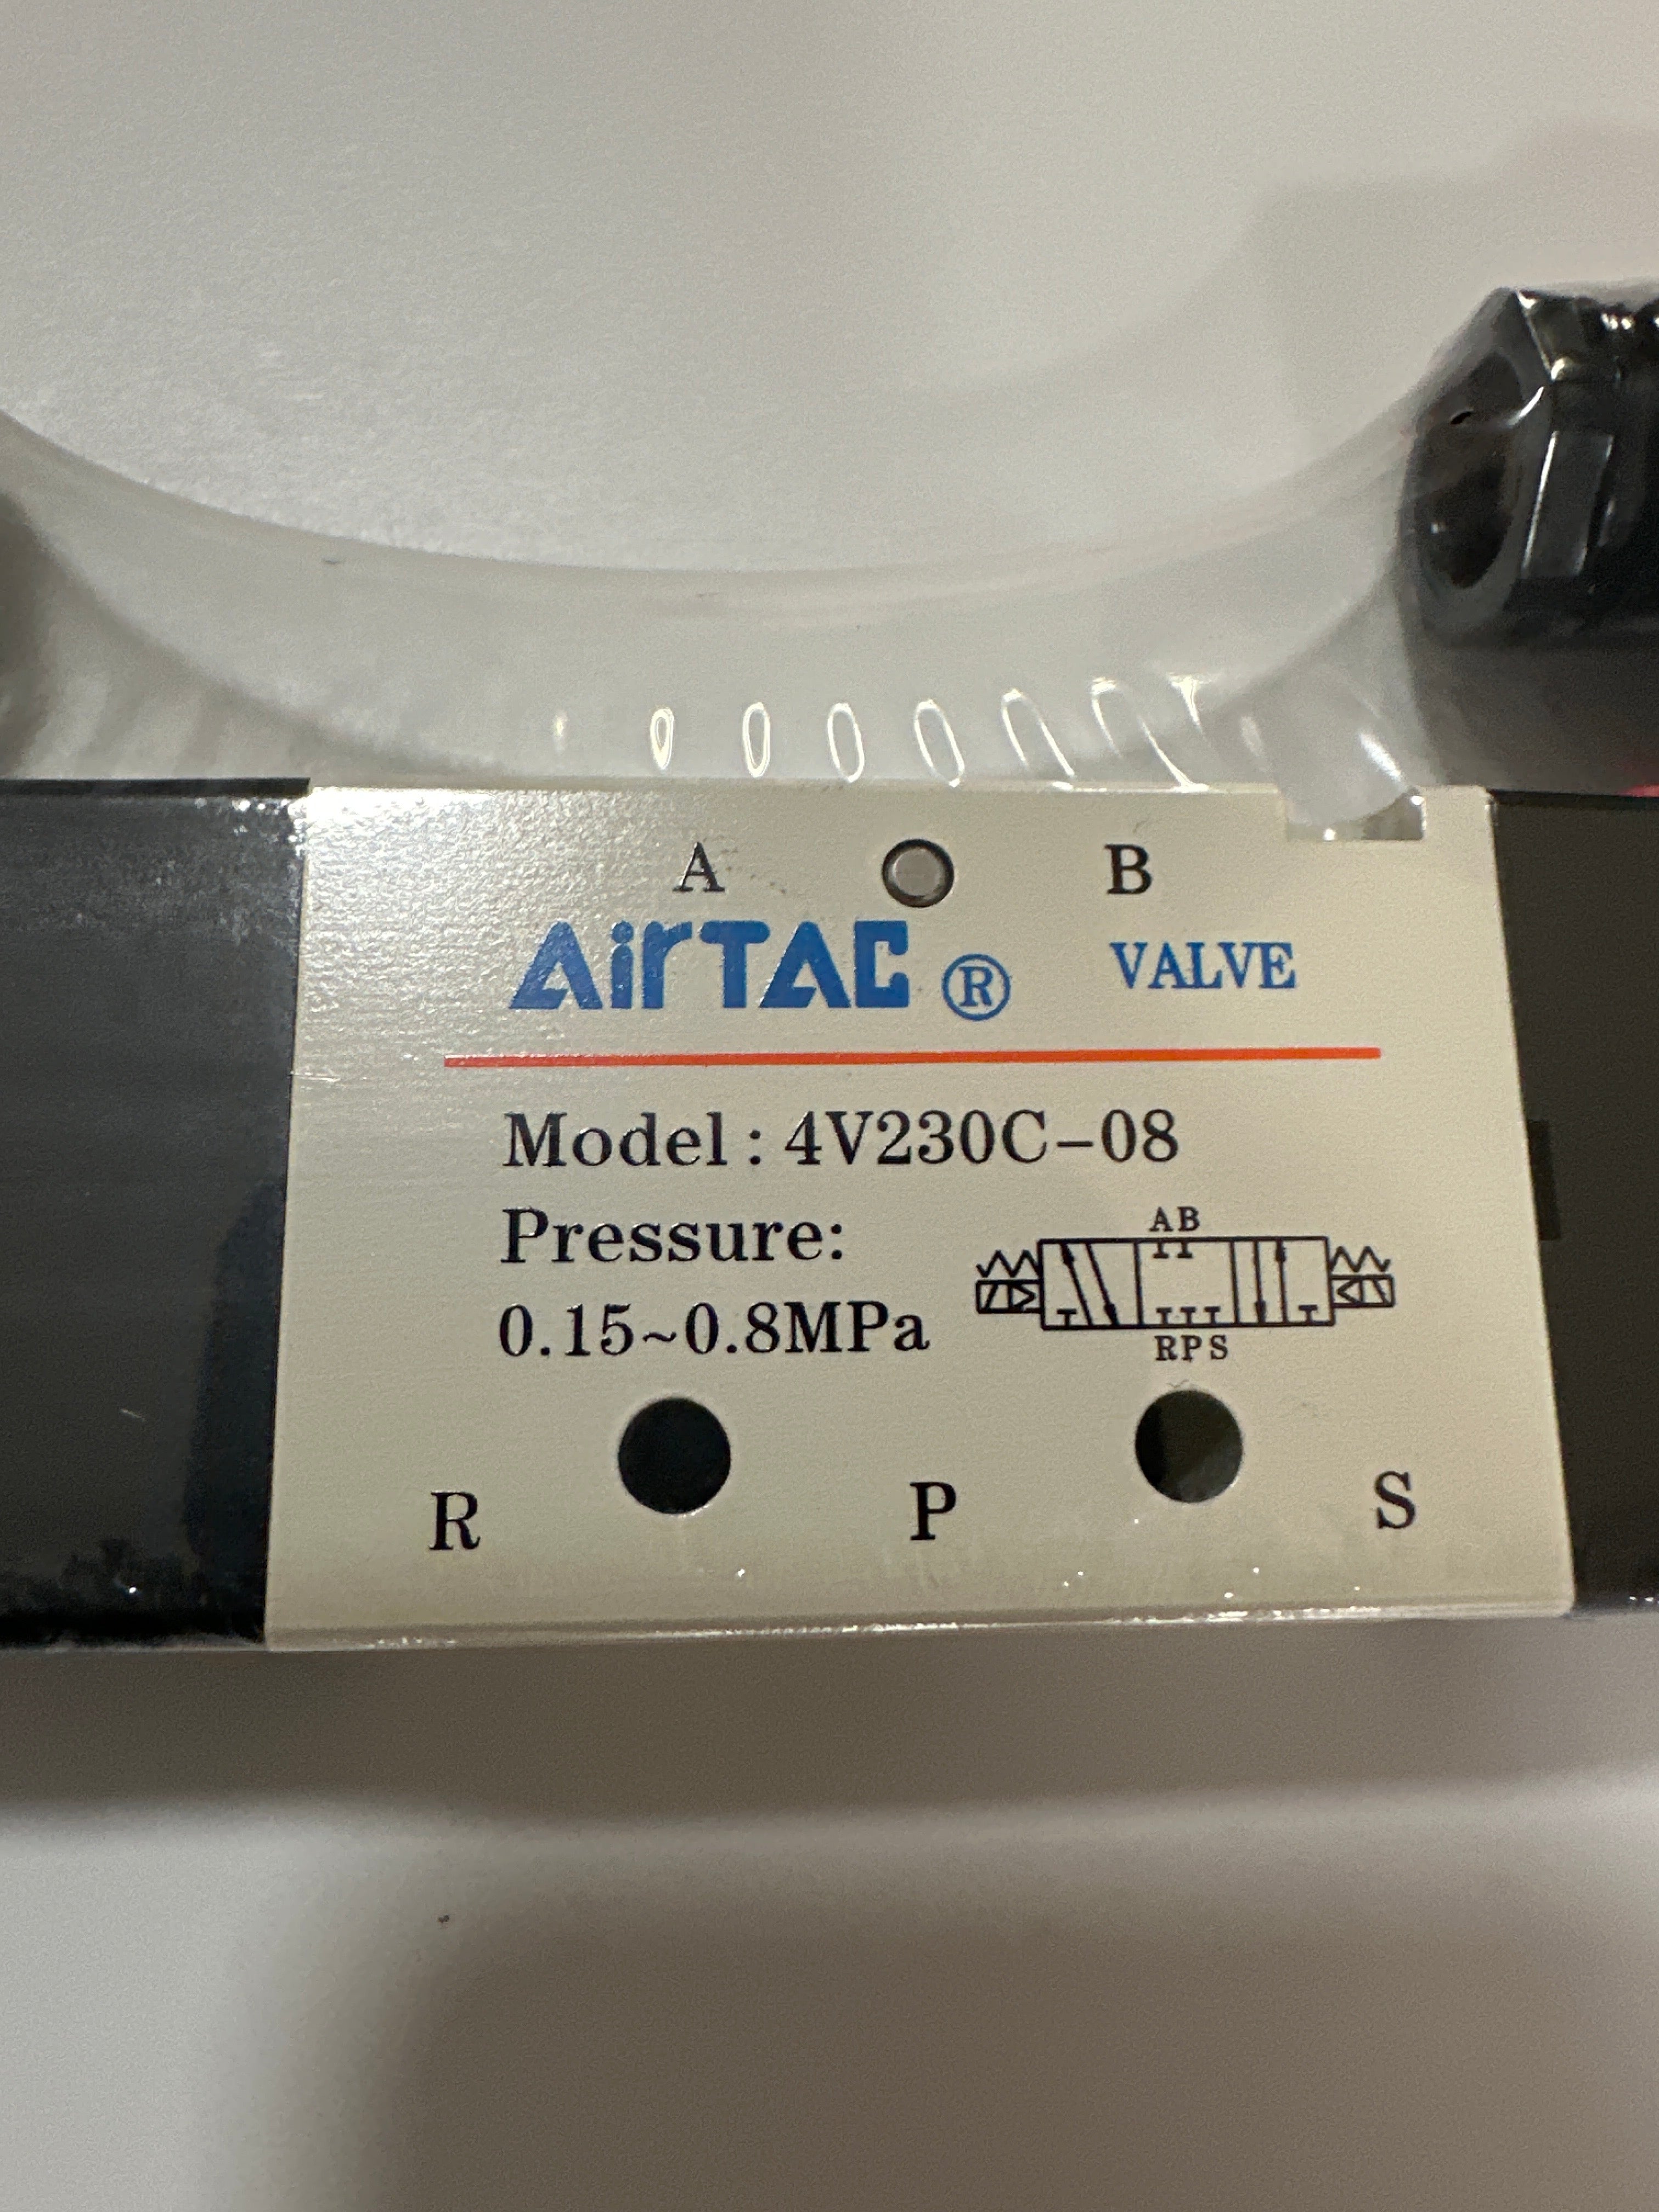 A B
AirTAC ® VALVE
Model: 4V230C-08
Pressure:
0.15~0.8MPa
AB
RPS
R P S